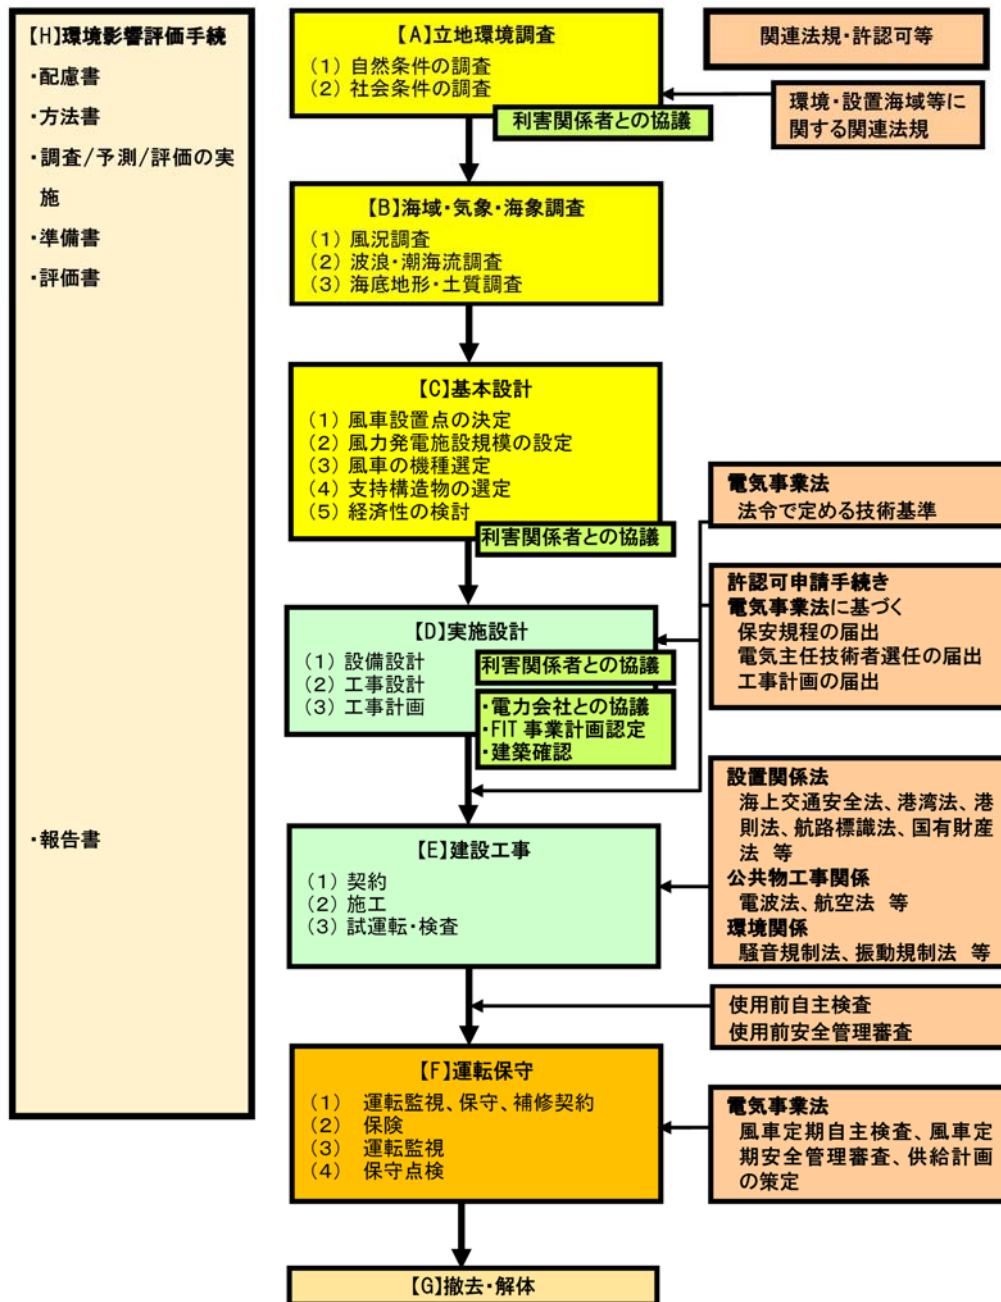 【H】環境影響評価手続
・配慮書
・方法書
・調査/予測/評価の実
施
・準備書
・評価書
・報告書
【A】立地環境調査
(1) 自然条件の調査
(2) 社会条件の調査
利害関係者との協議
関連法規・許認可等
環境・設置海域等に
関する関連法規
【B】海域・気象・海象調査
(1) 風況調査
(2) 波浪・潮海流調査
(3) 海底地形・土質調査
【C】基本設計
(1) 風車設置点の決定
(2) 風力発電施設規模の設定
(3) 風車の機種選定
(4) 支持構造物の選定
(5) 経済性の検討
利害関係者との協議
電気事業法
法令で定める技術基準
許認可申請手続き
電気事業法に基づく
保安規程の届出
電気主任技術者選任の届出
工事計画の届出
【D】実施設計
(1) 設備設計
(2) 工事設計
(3) 工事計画
利害関係者との協議
・電力会社との協議
・FIT 事業計画認定
・建築確認
設置関係法
海上交通安全法、港湾法、港
則法、航路標識法、国有財産
法 等
公共物工事関係
電波法、航空法 等
環境関係
騒音規制法、振動規制法 等
【E】建設工事
(1) 契約
(2) 施工
(3) 試運転・検査
使用前自主検査
使用前安全管理審査
【F】運転保守
(1) 運転監視、保守、補修契約
(2) 保険
(3) 運転監視
(4) 保守点検
電気事業法
風車定期自主検査、風車定
期安全管理審査、供給計画
の策定
【G】撤去・解体